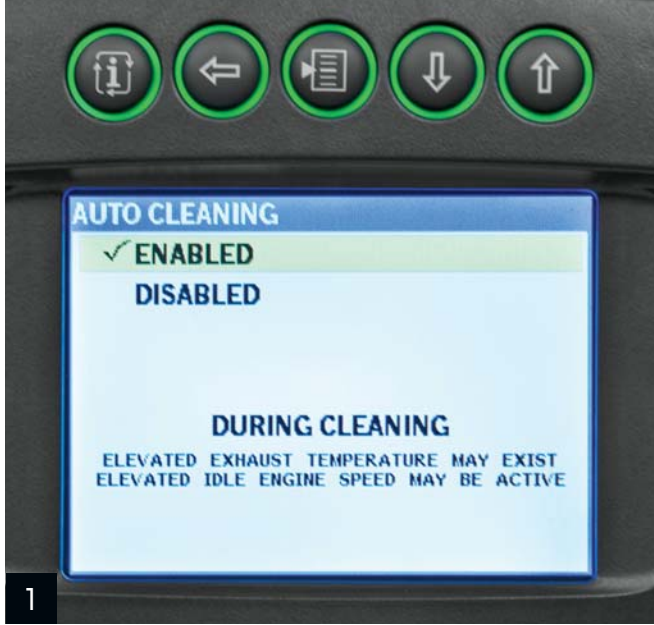 AUTO CLEANING
✓ ENABLED
DISABLED
DURING CLEANING
ELEVATED EXHAUST TEMPERATURE MAY EXIST
ELEVATED IDLE ENGINE SPEED MAY BE ACTIVE
1